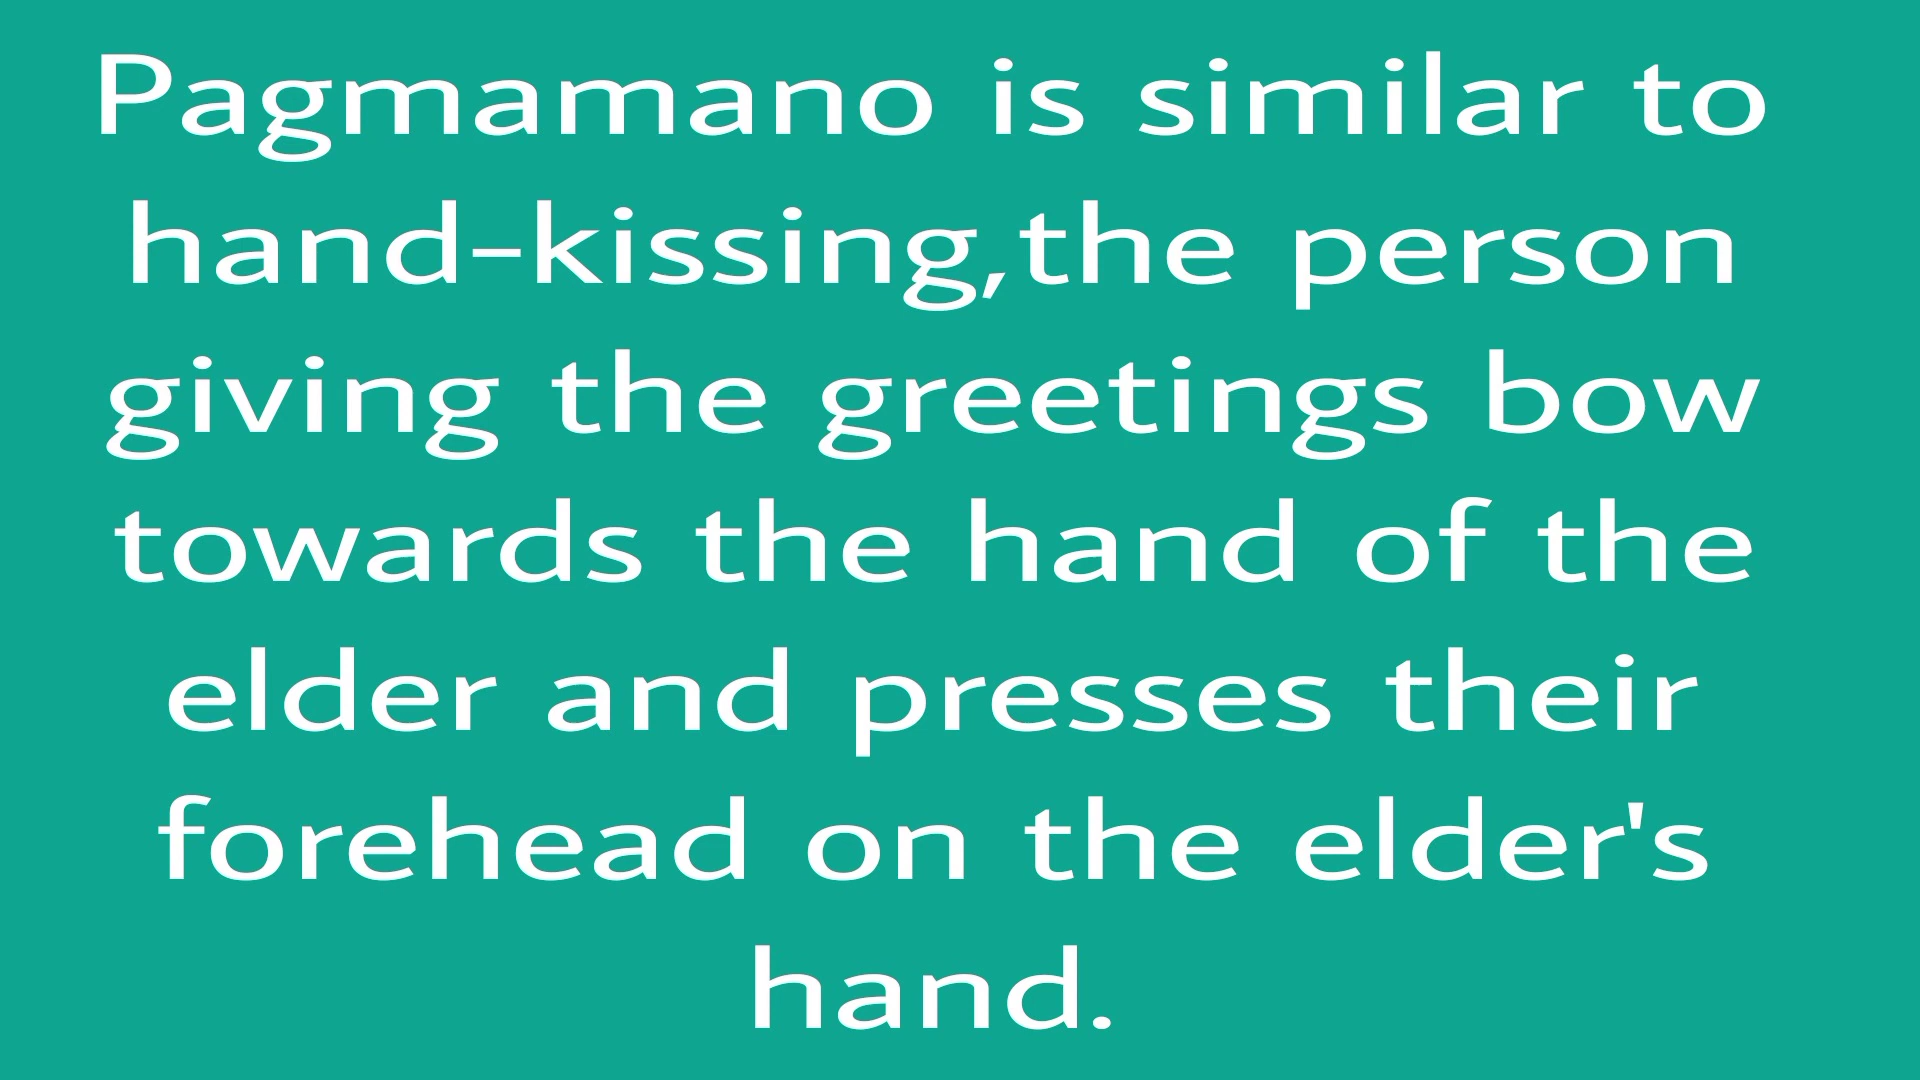 Pagmamano is similar to
hand-kissing,the person
giving the greetings bow
towards the hand of the
elder and presses their
forehead on the elder's
hand.